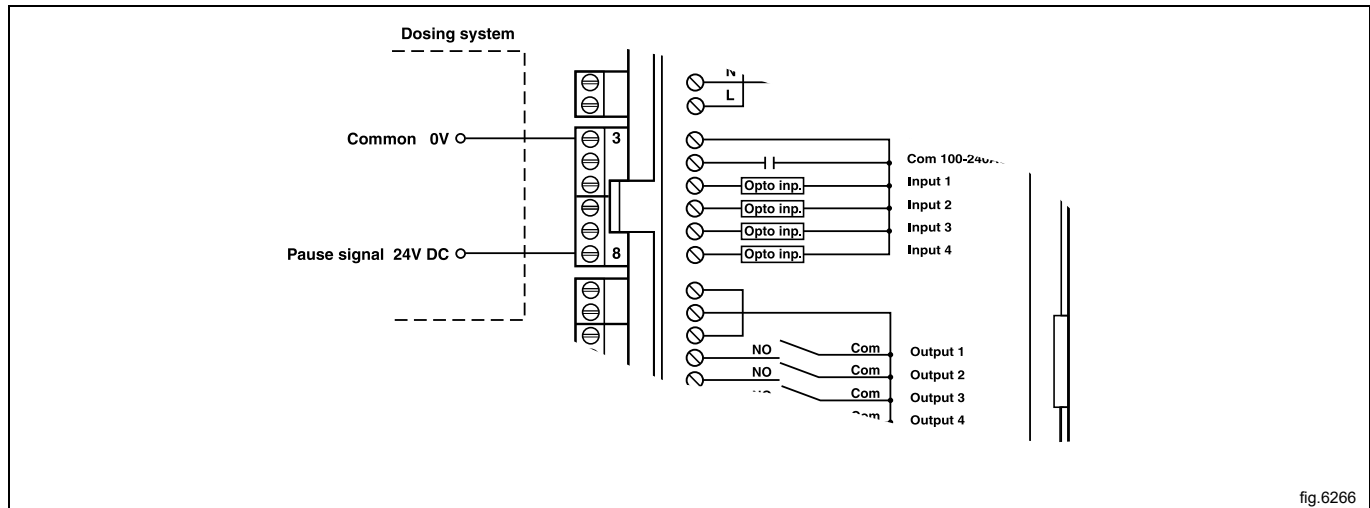 Dosing system
L
Common 0V
3
Com
Opto inp.
Input 1
Opto inp.
Input 2
Opto inp.
Input 3
Pause signal 24V DC
8
Opto inp.
Input 4
NO
Com
Output 1
NO
Com
Output 2
Com
Output 3
Output 4
fig.6266